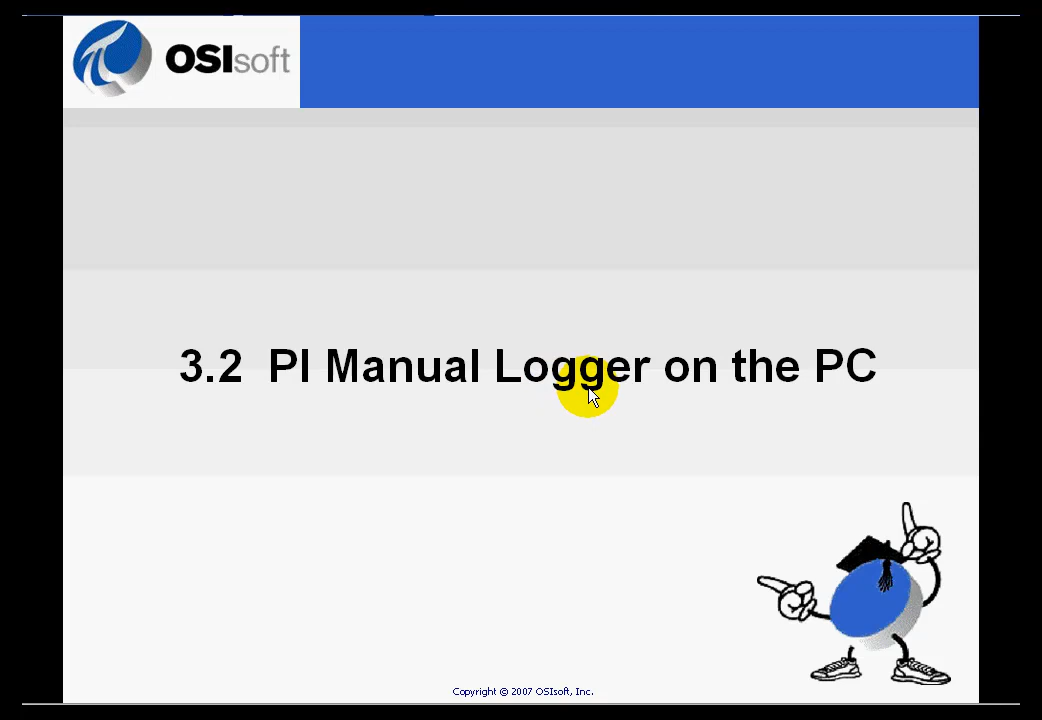 OSIsoft
3.2 PI Manual Logger on the PC
Copyright © 2007 OSIsoft, Inc.